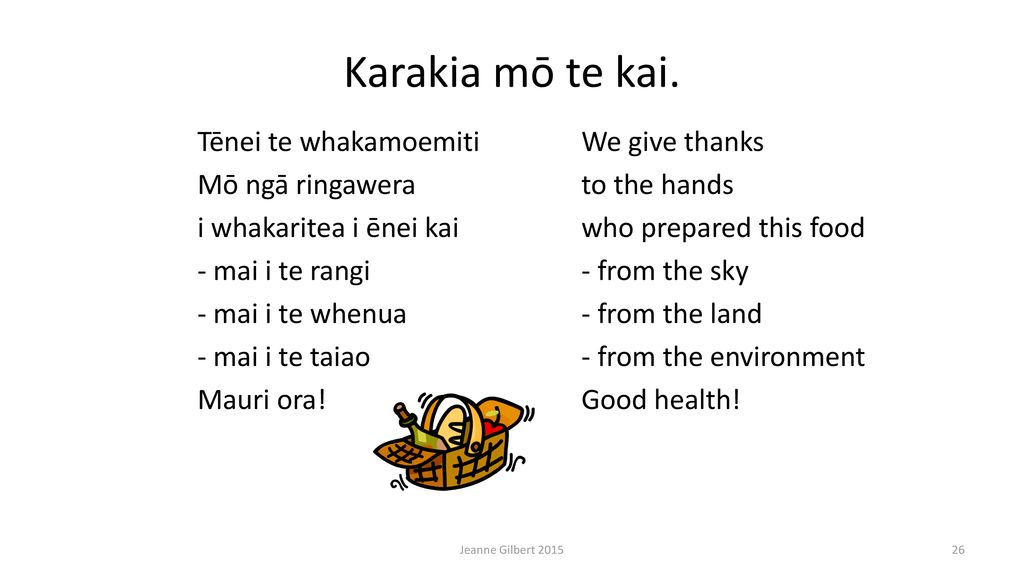 Karakia mō te kai.
Tēnei te whakamoemiti
Mō ngā ringawera
i whakaritea i ēnei kai
- mai i te rangi
- mai i te whenua
- mai i te taiao
Mauri ora!
We give thanks
to the hands
who prepared this food
- from the sky
- from the land
- from the environment
Good health!
Jeanne Gilbert 2015
26